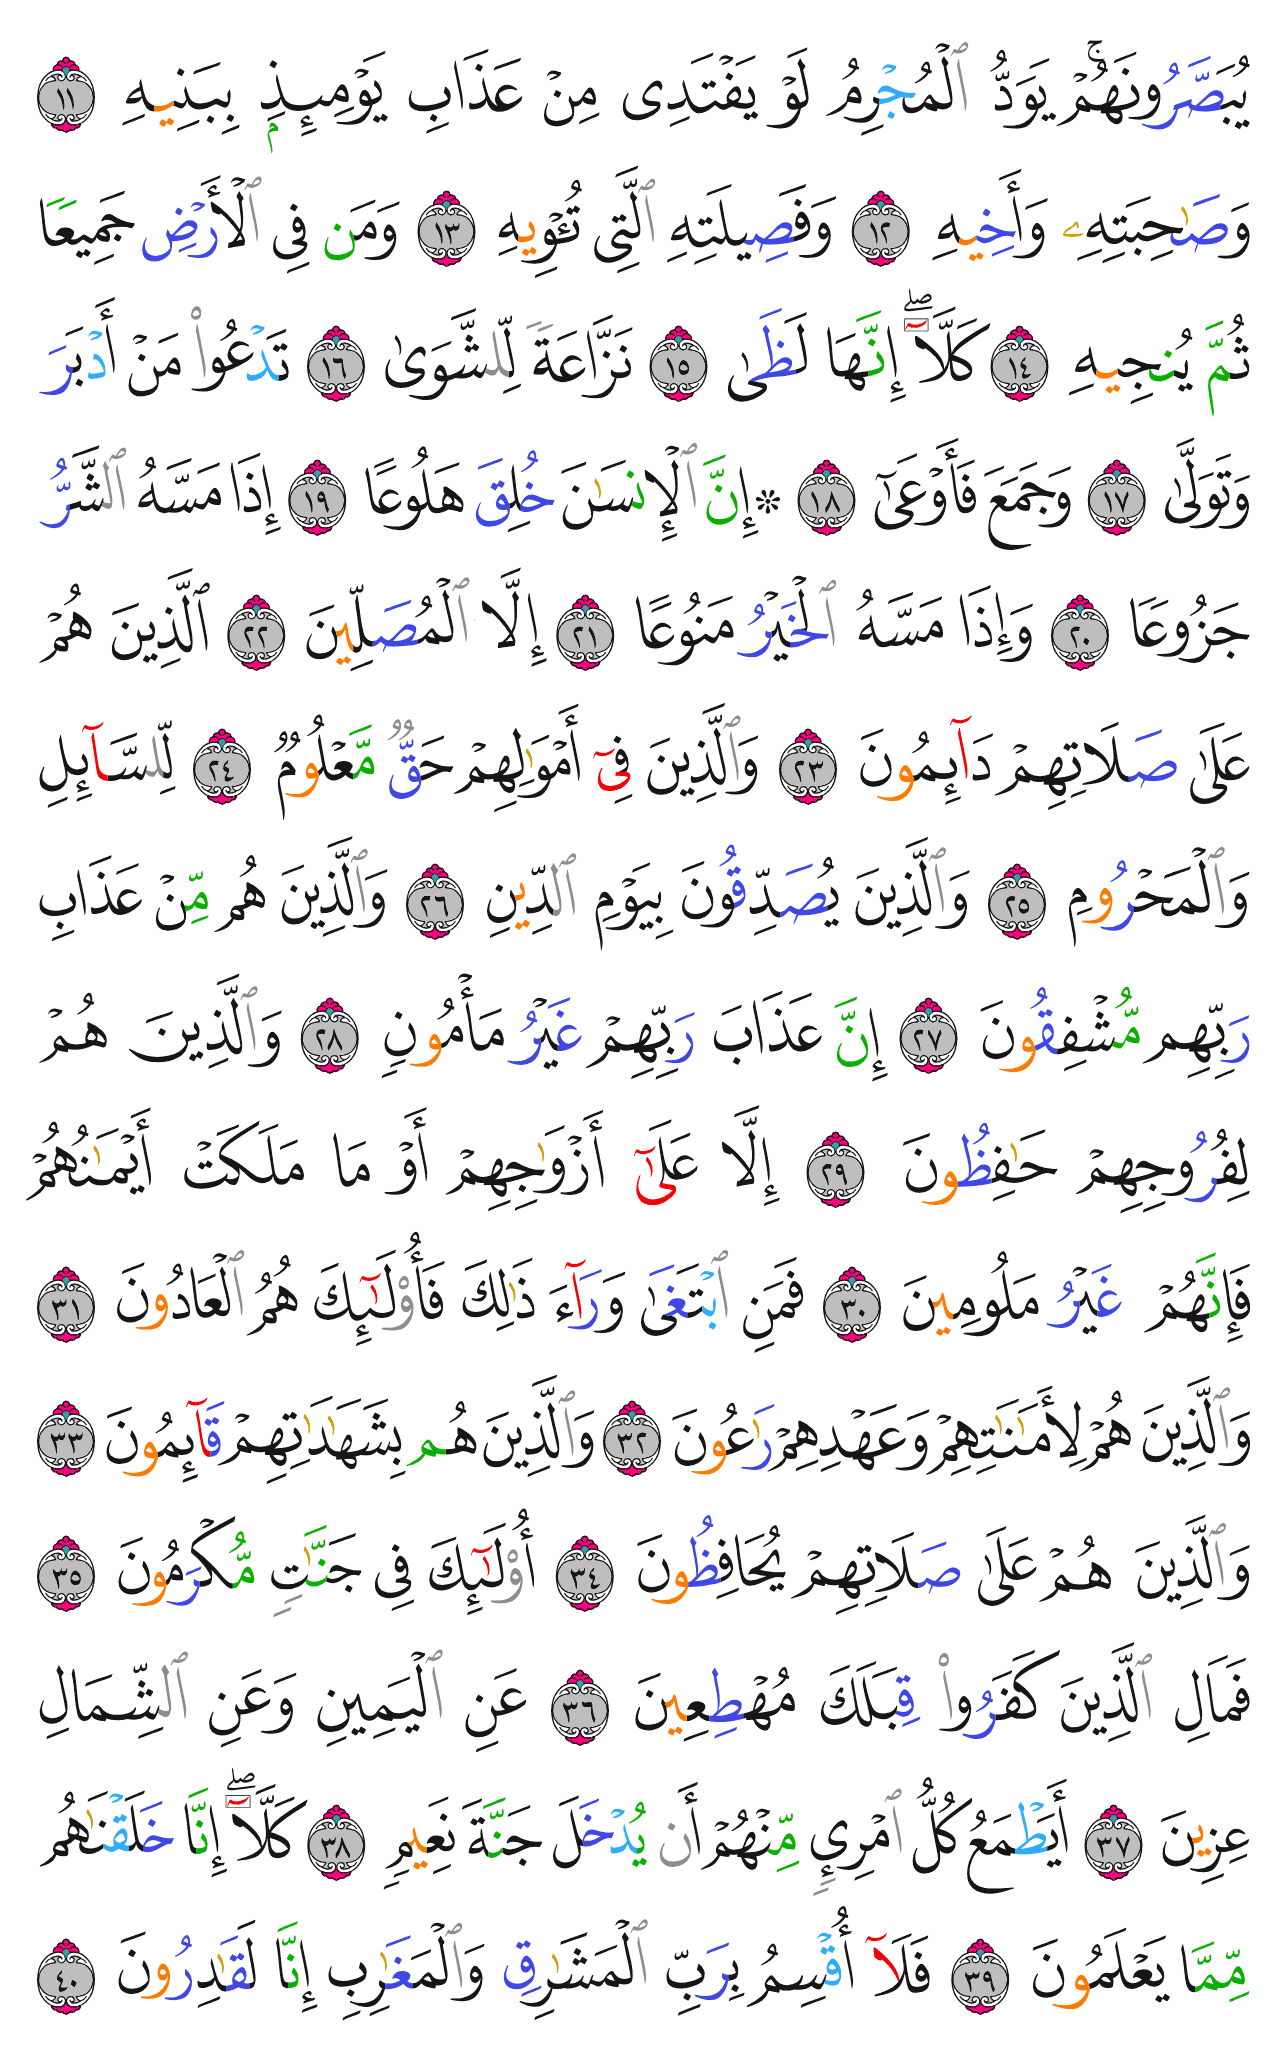 يُبَصَّرُونَهُمْۚ يَوَدُّ ٱلْمُجْرِمُ لَوْ يَفْتَدِى مِنْ عَذَابِ يَوْمِئِذٍۭ بِبَنِيهِ ١١
وَصَـٰحِبَتِهِۦ وَأَخِيهِ ١٢ وَفَصِيلَتِهِ ٱلَّتِى تُـْٔوِيهِ ١٣ وَمَن فِى ٱلْأَرْضِ جَمِيعًا
ثُمَّ يُنجِيهِ ١٤ كَلَّآ ۖ إِنَّهَا لَظَىٰ ١٥ نَزَّاعَةً لِّلشَّوَىٰ ١٦ تَدْعُوا۟ مَنْ أَدْبَرَ
وَتَوَلَّىٰ ١٧ وَجَمَعَ فَأَوْعَىٰٓ ١٨ ۞ إِنَّ ٱلْإِنسَـٰنَ خُلِقَ هَلُوعًا ١٩ إِذَا مَسَّهُ ٱلشَّرُّ
جَزُوعًا ٢٠ وَإِذَا مَسَّهُ ٱلْخَيْرُ مَنُوعًا ٢١ إِلَّا ٱلْمُصَلِّينَ ٢٢ ٱلَّذِينَ هُمْ
عَلَىٰ صَلَاتِهِمْ دَآئِمُونَ ٢٣ وَٱلَّذِينَ فِىٓ أَمْوَٰلِهِمْ حَقٌّ مَّعْلُومٌ ٢٤ لِّلسَّآئِلِ
وَٱلْمَحْرُومِ ٢٥ وَٱلَّذِينَ يُصَدِّقُونَ بِيَوْمِ ٱلدِّينِ ٢٦ وَٱلَّذِينَ هُم مِّنْ عَذَابِ
رَبِّهِم مُّشْفِقُونَ ٢٧ إِنَّ عَذَابَ رَبِّهِمْ غَيْرُ مَأْمُونٍ ٢٨ وَٱلَّذِينَ هُمْ
لِفُرُوجِهِمْ حَـٰفِظُونَ ٢٩ إِلَّا عَلَىٰٓ أَزْوَٰجِهِمْ أَوْ مَا مَلَكَتْ أَيْمَـٰنُهُمْ
فَإِنَّهُمْ غَيْرُ مَلُومِينَ ٣٠ فَمَنِ ٱبْتَغَىٰ وَرَآءَ ذَٰلِكَ فَأُو۟لَـٰٓئِكَ هُمُ ٱلْعَادُونَ ٣١
وَٱلَّذِينَ هُمْ لِأَمَـٰنَـٰتِهِمْ وَعَهْدِهِمْ رَٰعُونَ ٣٢ وَٱلَّذِينَ هُم بِشَهَـٰدَٰتِهِمْ قَآئِمُونَ ٣٣
وَٱلَّذِينَ هُمْ عَلَىٰ صَلَاتِهِمْ يُحَافِظُونَ ٣٤ أُو۟لَـٰٓئِكَ فِى جَنَّـٰتٍ مُّكْرَمُونَ ٣٥
فَمَالِ ٱلَّذِينَ كَفَرُوا۟ قِبَلَكَ مُهْطِعِينَ ٣٦ عَنِ ٱلْيَمِينِ وَعَنِ ٱلشِّمَالِ
عِزِينَ ٣٧ أَيَطْمَعُ كُلُّ ٱمْرِئٍ مِّنْهُمْ أَن يُدْخَلَ جَنَّةَ نَعِيمٍ ٣٨ كَلَّآ ۖ إِنَّا خَلَقْنَـٰهُم
مِّمَّا يَعْلَمُونَ ٣٩ فَلَآ أُقْسِمُ بِرَبِّ ٱلْمَشَـٰرِقِ وَٱلْمَغَـٰرِبِ إِنَّا لَقَـٰدِرُونَ ٤٠